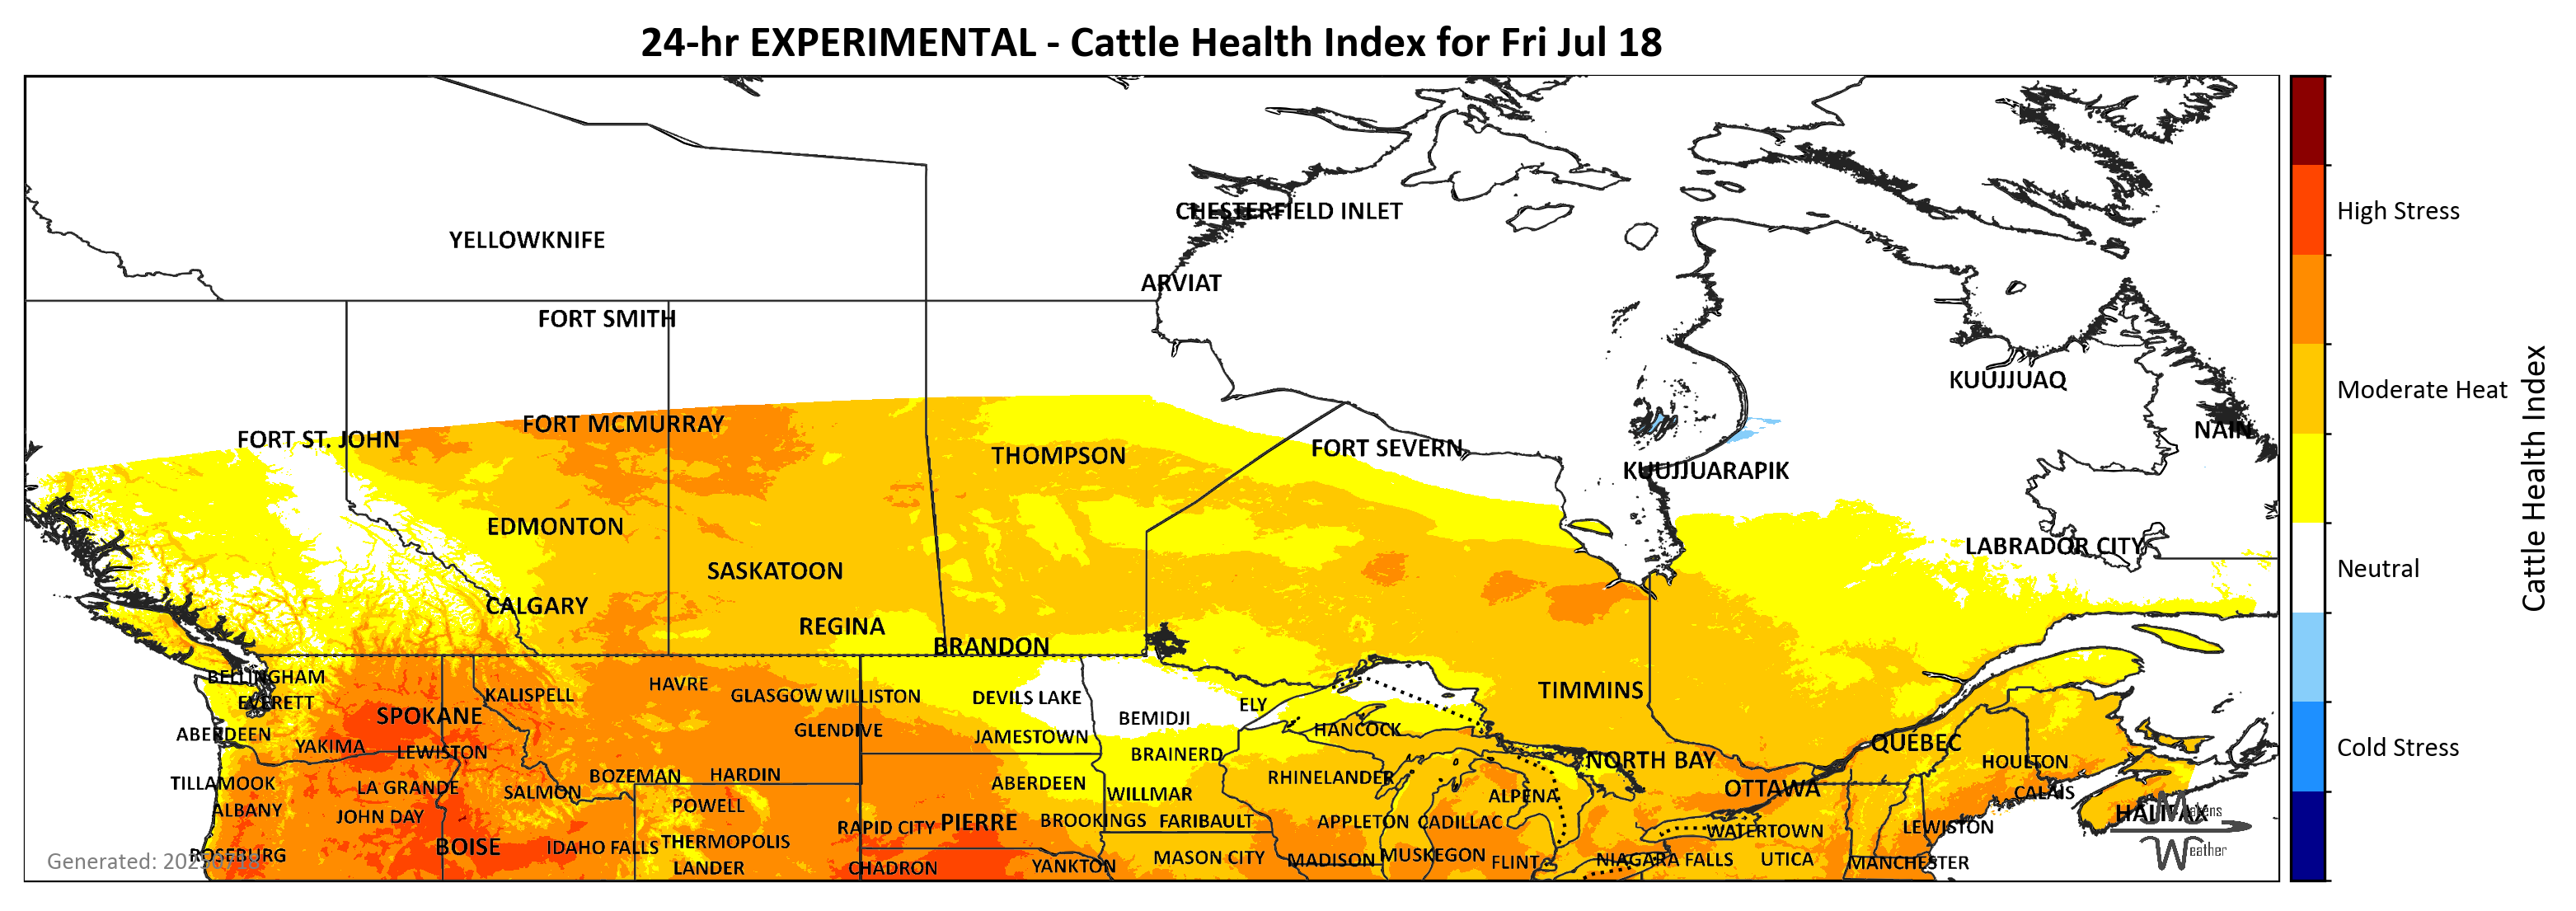 24-hr EXPERIMENTAL - Cattle Health Index for Fri Jul 18
CHESTERFIELD INLET
High Stress
YELLOWKNIFE
ARVIAT
FORT SMITH
KUUJJUAQ
Moderate Heat
FORT MCMURRAY
NAIN
FORT ST. JOHN
FORT SEVERN
THOMPSON
KUUJJUARAPIK
Cattle Health Index
EDMONTON
LABRADOR CITY
SASKATOON
Neutral
CALGARY
REGINA
BRANDON
BELLINGHAM
HAVRE
KALISPELL
GLASGOW WILLISTON
DEVILS LAKE
TIMMINS
EVERETT
ELY
SPOKANE
BEMIDJI
ABERDEEN
GLENDIVE
JAMESTOWN
HANCOCK
QUEBEC
YAKIMA
LEWISTON
BRAINERD
Cold Stress
NORTH BAY
HOULTON
BOZEMAN
HARDIN
RHINELANDER
TILLAMOOK
LA GRANDE
SALMON
ABERDEEN
WILLMAR
ALPENA
OTTAWA
CALAIS
ALBANY
JOHN DAY
POWELL
HALIFAX
Makens
RAPID CITY
PIERRE
BROOKINGS
FARIBAULT
APPLETON
CADILLAC
WATERTOWN
LEWISTON
BOISE
IDAHO FALLS
THERMOPOLIS
Weather
ROSEBURG
Generated:
MASON CITY
MADISON
MUSKEGON
FLINT
NIAGARA FALLS
UTICA
MANCHESTER
LANDER
CHADRON
YANKTON